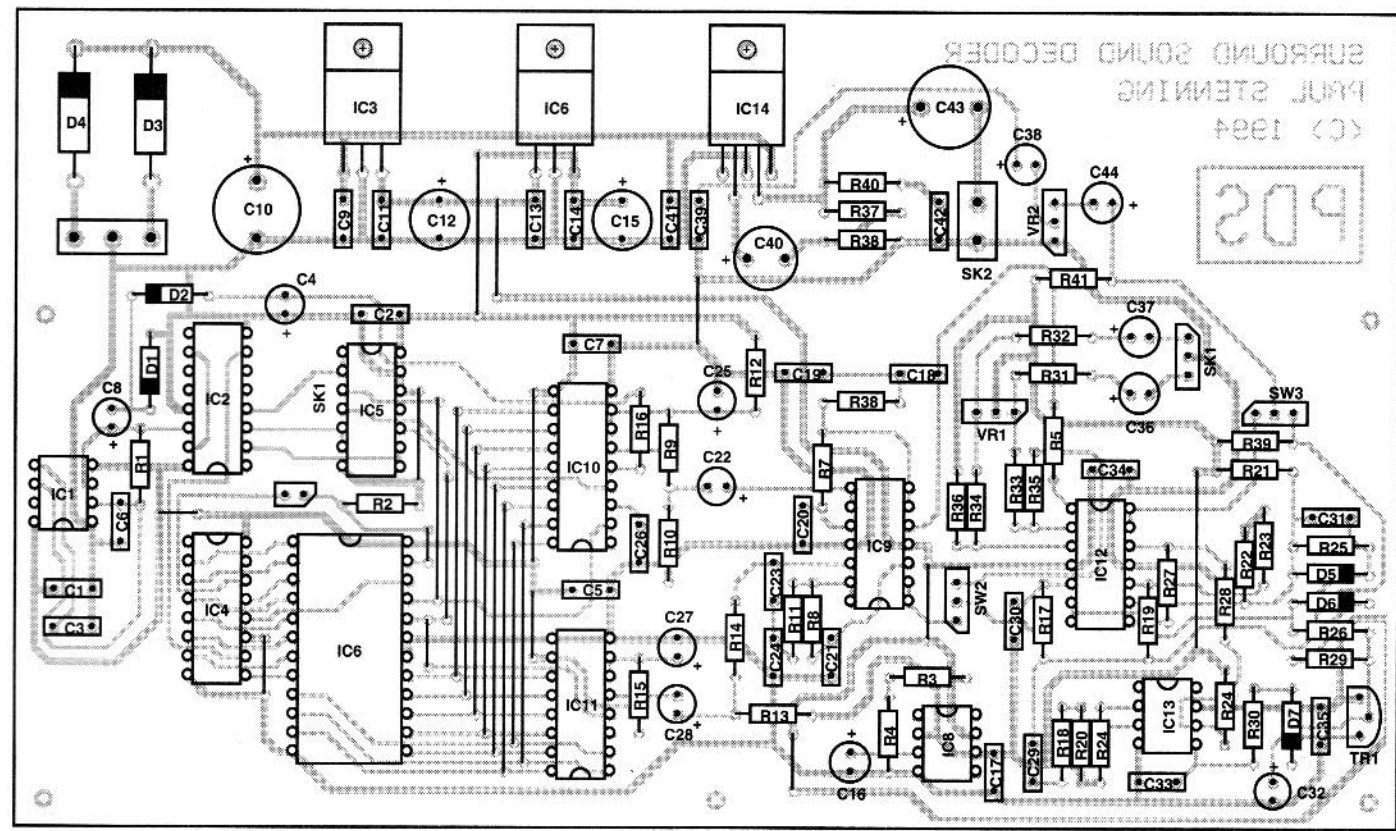 SURROUND SOUND DECODER
PAUL STENNING
(C) 1994
PDS
D4
D3
IC3
IC6
IC14
C43
C38
C44
+
+
+
+
R40
R37
R38
C42
SK2
VR2
C10
+
C9
C11
C12
+
C13
C14
C15
+
C41
C39
C40
+
R41
D2
C4
+
C2
C7
R12
C19
C18
R32
C37
SK1
R31
C36
+
+
D1
C8
+
IC2
SK1
IC5
C25
+
R38
VR1
R5
SW3
R39
R21
R1
IC1
C6
R2
IC10
R16
R9
C22
+
R7
C20
IC9
R36
R34
R33
R35
C34
C31
R25
D5
D6
R26
R29
C26
R10
IC12
R27
R19
R28
R22
R23
C1
C3
IC4
IC6
C5
C23
R11
R8
R14
C24
C21
SW2
C30
R17
C27
+
IC11
R15
C28
+
R13
R3
R4
IC8
C16
+
C17
C29
R18
R20
R24
IC13
R24
R30
D7
C35
TR1
C33
C32
+